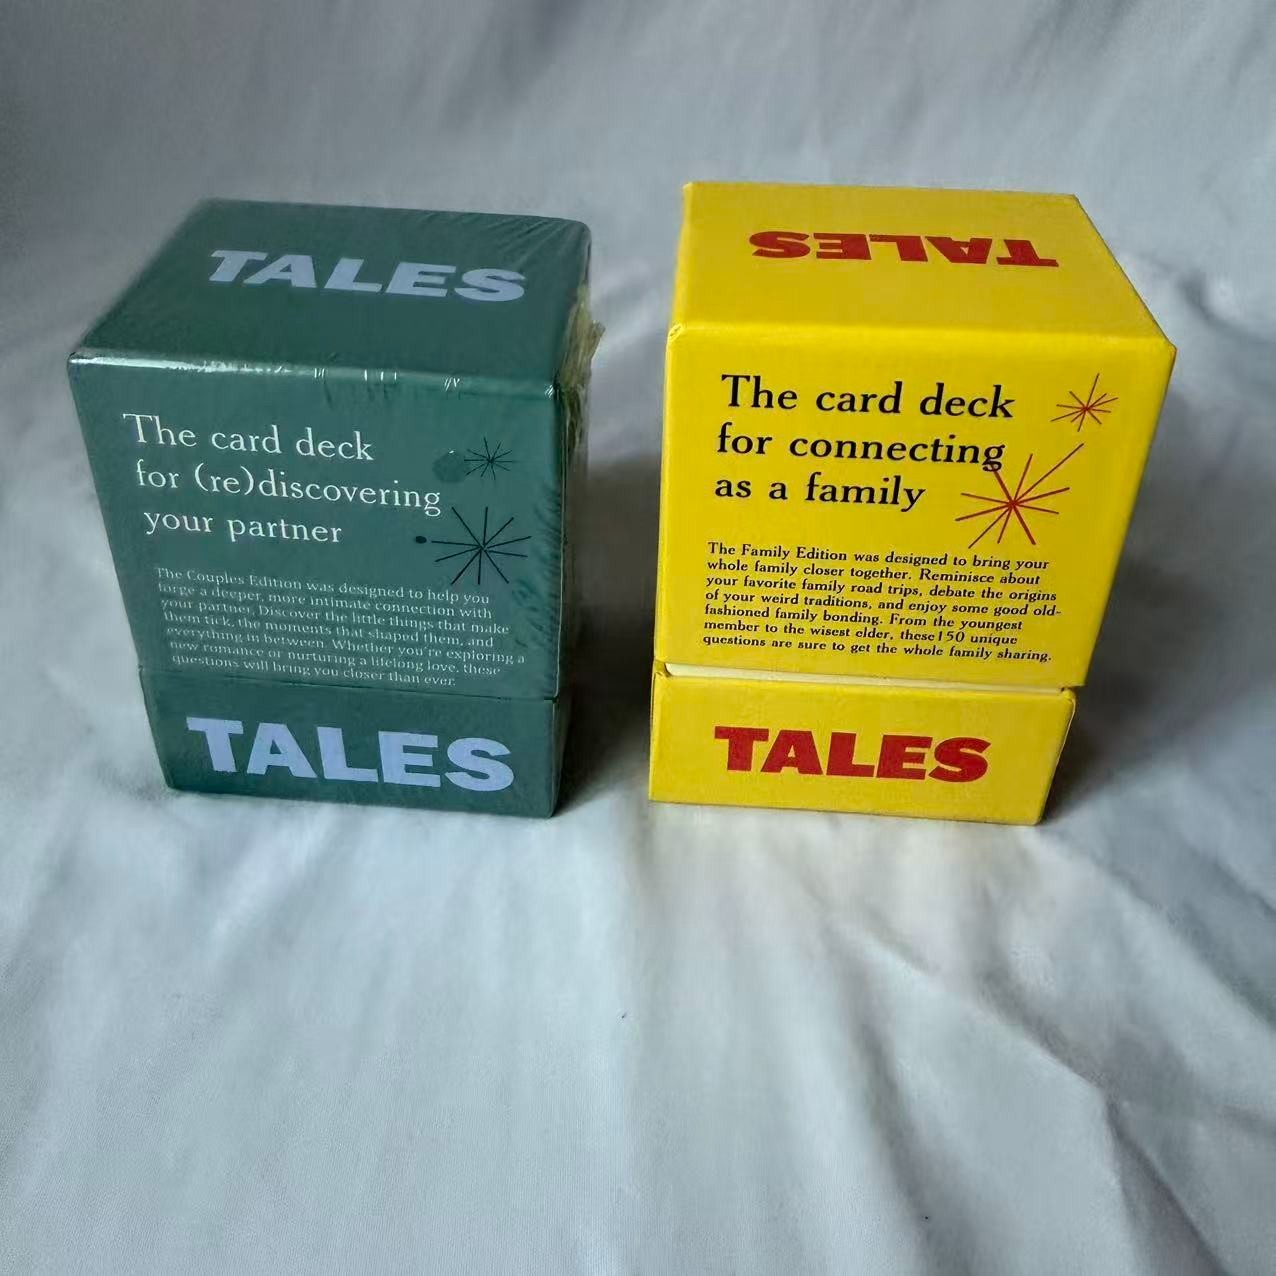 TALES
The card deck
for (re)discovering
your partner
The Couples Edition was designed to help you
forge a deeper, more intimate connection with
your partner. Discover the little things that make
them tick, the moments that shaped them, and
everything in between. Whether you're exploring a
new romance or nurturing a lifelong love, these
questions will bring you closer than ever.
TALES
TALES
The card deck
for connecting
as a family
The Family Edition was designed to bring your
whole family closer together. Reminisce about
your favorite family road trips, debate the origins
of your weird traditions, and enjoy some good old-
fashioned family bonding. From the youngest
member to the wisest elder, these150 unique
questions are sure to get the whole family sharing.
TALES